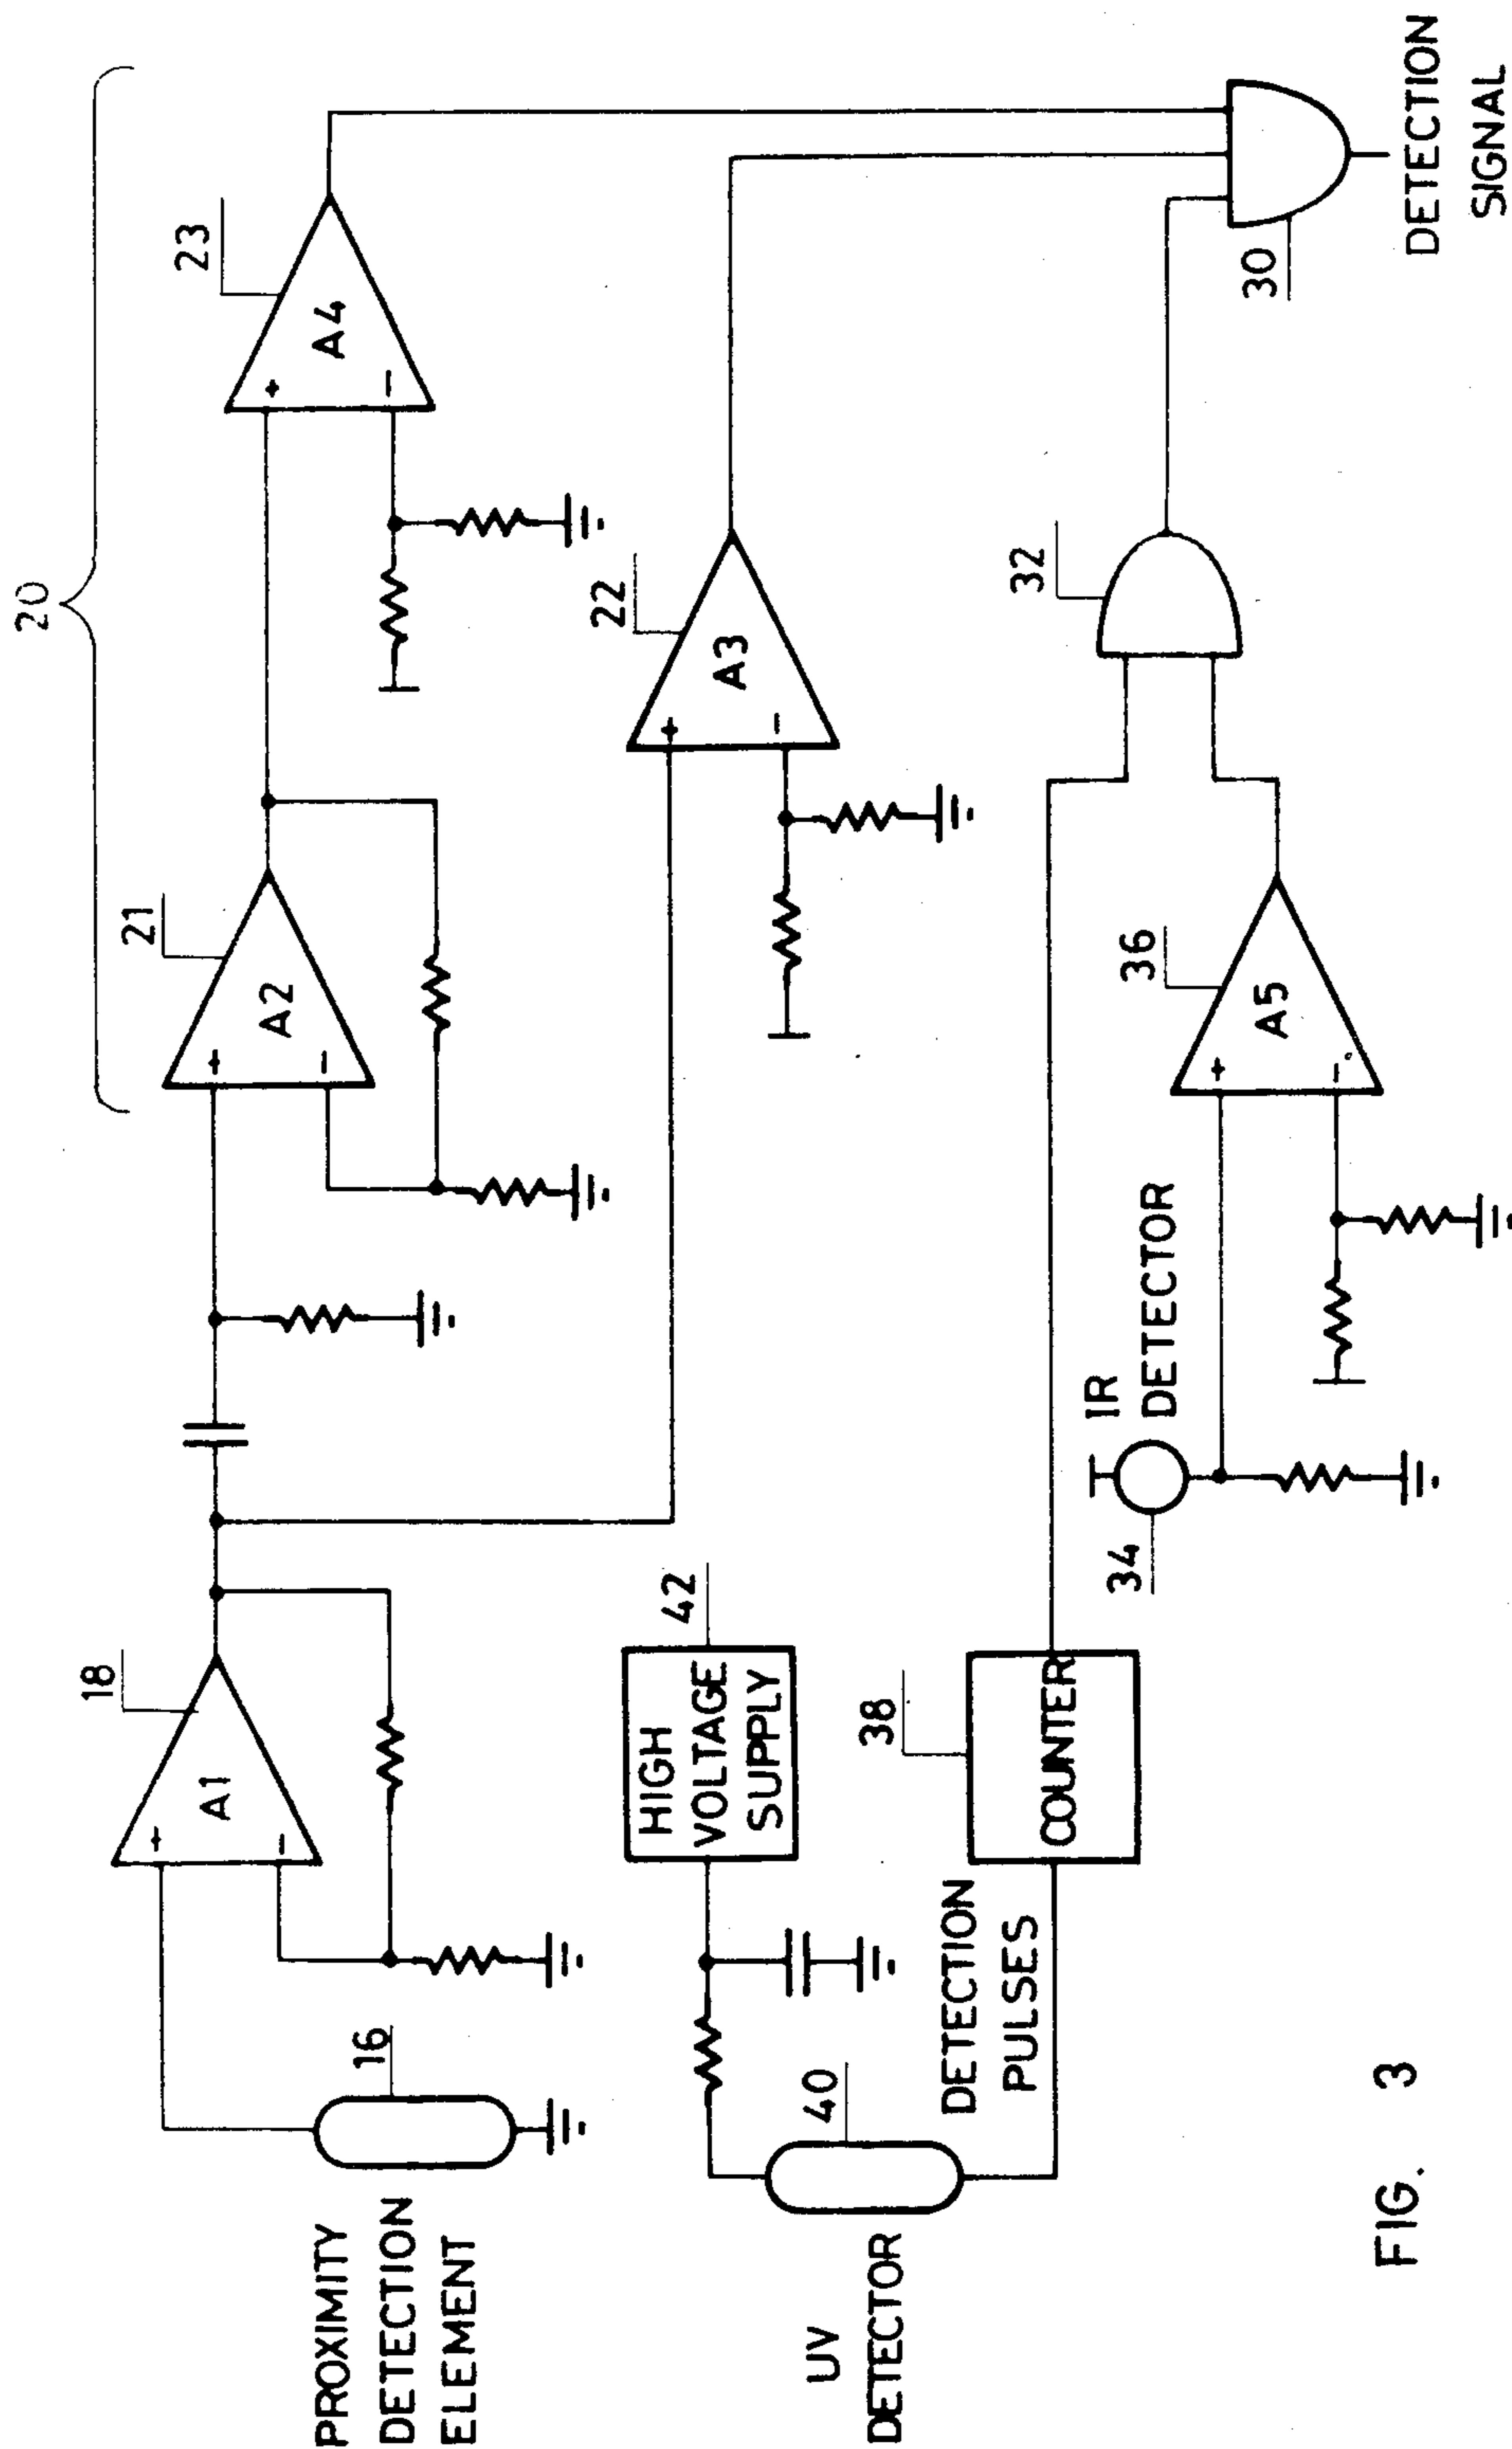 20
18
A1
+
−
21
A2
+
−
23
A4
+
−
PROXIMITY
DETECTION
ELEMENT
16
22
A3
+
−
42
HIGH
VOLTAGE
SUPPLY
UV
DETECTOR
40
DETECTION
PULSES
38
COUNTER
32
30
34
IR
DETECTOR
36
A5
+
−
DETECTION
SIGNAL
FIG. 3